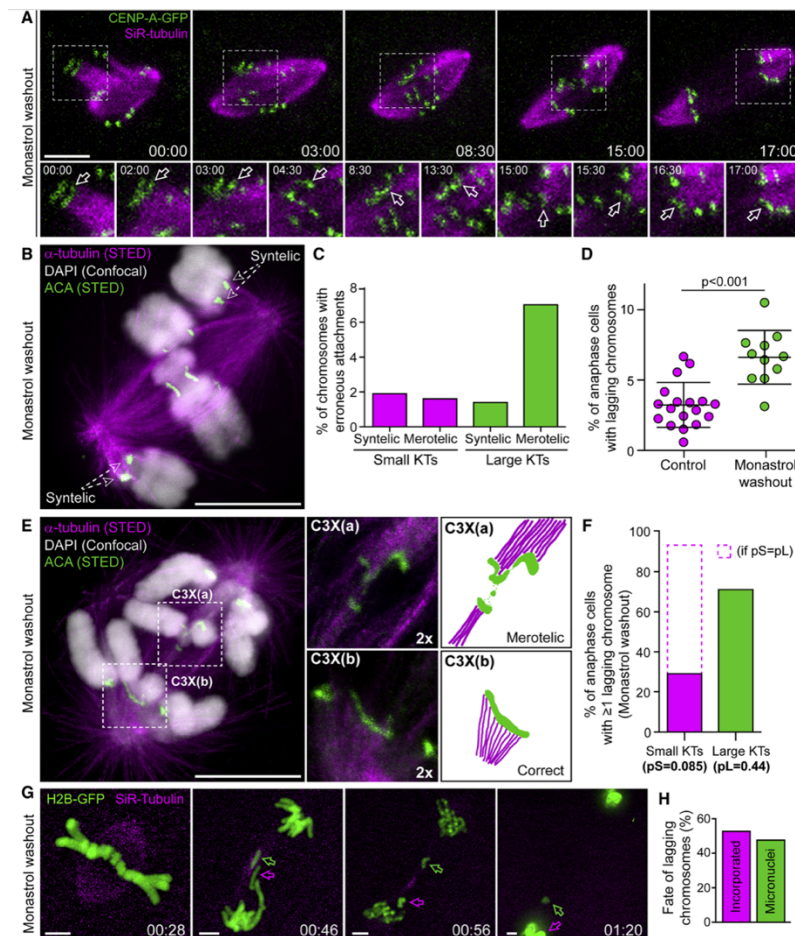 A
CENP-A-GFP
SiR-tubulin
Monastrol washout
00:00
03:00
08:30
15:00
17:00
00:00
02:00
03:00
04:30
8:30
13:30
15:00
15:30
16:30
17:00
B
α-tubulin (STED)
DAPI (Confocal)
ACA (STED)
Syntelic
Syntelic
Monastrol washout
C
% of chromosomes with
erroneous attachments
8
6
4
2
0
Syntelic Merotelic Syntelic Merotelic
Small KTs Large KTs
D
% of anaphase cells
with lagging chromosomes
p<0.001
10
5
0
Control Monastrol
washout
E
α-tubulin (STED)
DAPI (Confocal)
ACA (STED)
Monastrol washout
C3X(a)
C3X(b)
C3X(a)
2x
C3X(a)
Merotelic
C3X(b)
2x
C3X(b)
Correct
F
% of anaphase cells
with ≥1 lagging chromosome
(Monastrol washout)
100
80
60
40
20
0
(if pS=pL)
Small KTs Large KTs
(pS=0.085) (pL=0.44)
G
H2B-GFP SiR-Tubulin
Monastrol washout
00:28
00:46
00:56
01:20
H
Fate of lagging
chromosomes (%)
60
40
20
0
Incorporated
Micronuclei